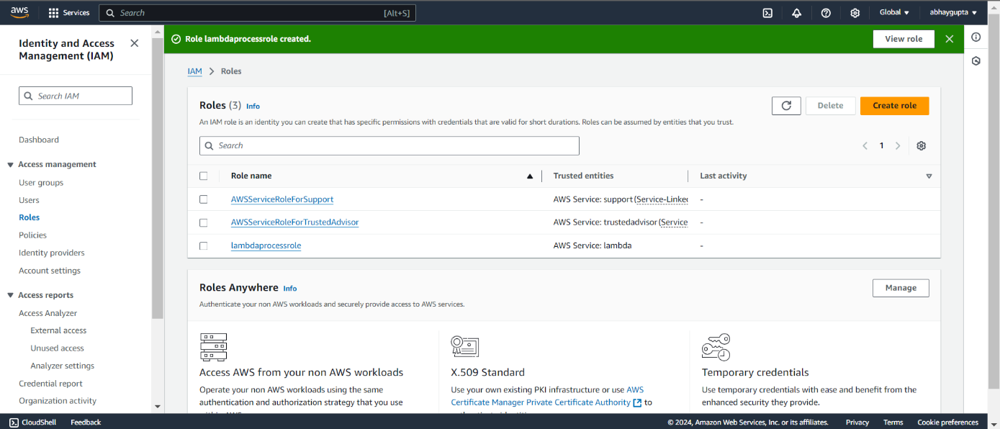 aws
Services
Search
[Alt+S]
Global
abhaygupta
Identity and Access
Management (IAM)
Search IAM
Dashboard
Access management
User groups
Users
Roles
Policies
Identity providers
Account settings
Access reports
Access Analyzer
External access
Unused access
Analyzer settings
Credential report
Organization activity
Role lambdaprocessrole created.
View role
IAM > Roles
Roles (3) Info
Delete
Create role
An IAM role is an identity you can create that has specific permissions with credentials that are valid for short durations. Roles can be assumed by entities that you trust.
Search
1
Role name
Trusted entities
Last activity
AWSServiceRoleForSupport
AWS Service: support (Service-Linked
-
AWSServiceRoleForTrustedAdvisor
AWS Service: trustedadvisor (Service
-
lambdaprocessrole
AWS Service: lambda
-
Roles Anywhere Info
Manage
Authenticate your non AWS workloads and securely provide access to AWS services.
Access AWS from your non AWS workloads
Operate your non AWS workloads using the same
authentication and authorization strategy that you use
X.509 Standard
Use your own existing PKI infrastructure or use AWS
Certificate Manager Private Certificate Authority to
Temporary credentials
Use temporary credentials with ease and benefit from the
enhanced security they provide.
CloudShell
Feedback
© 2024, Amazon Web Services, Inc. or its affiliates.
Privacy
Terms
Cookie preferences